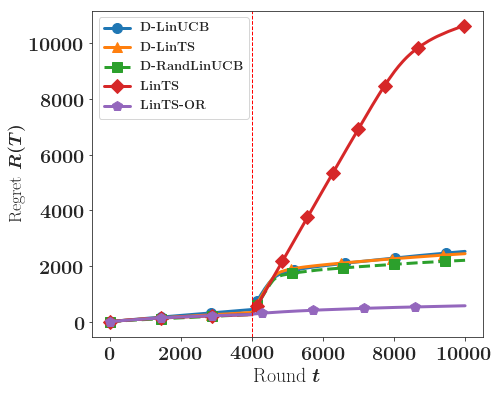 D-LinUCB
D-LinTS
D-RandLinUCB
LinTS
LinTS-OR
10000
8000
6000
4000
2000
0
Regret R(T)
0 2000 4000 6000 8000 10000
Round t